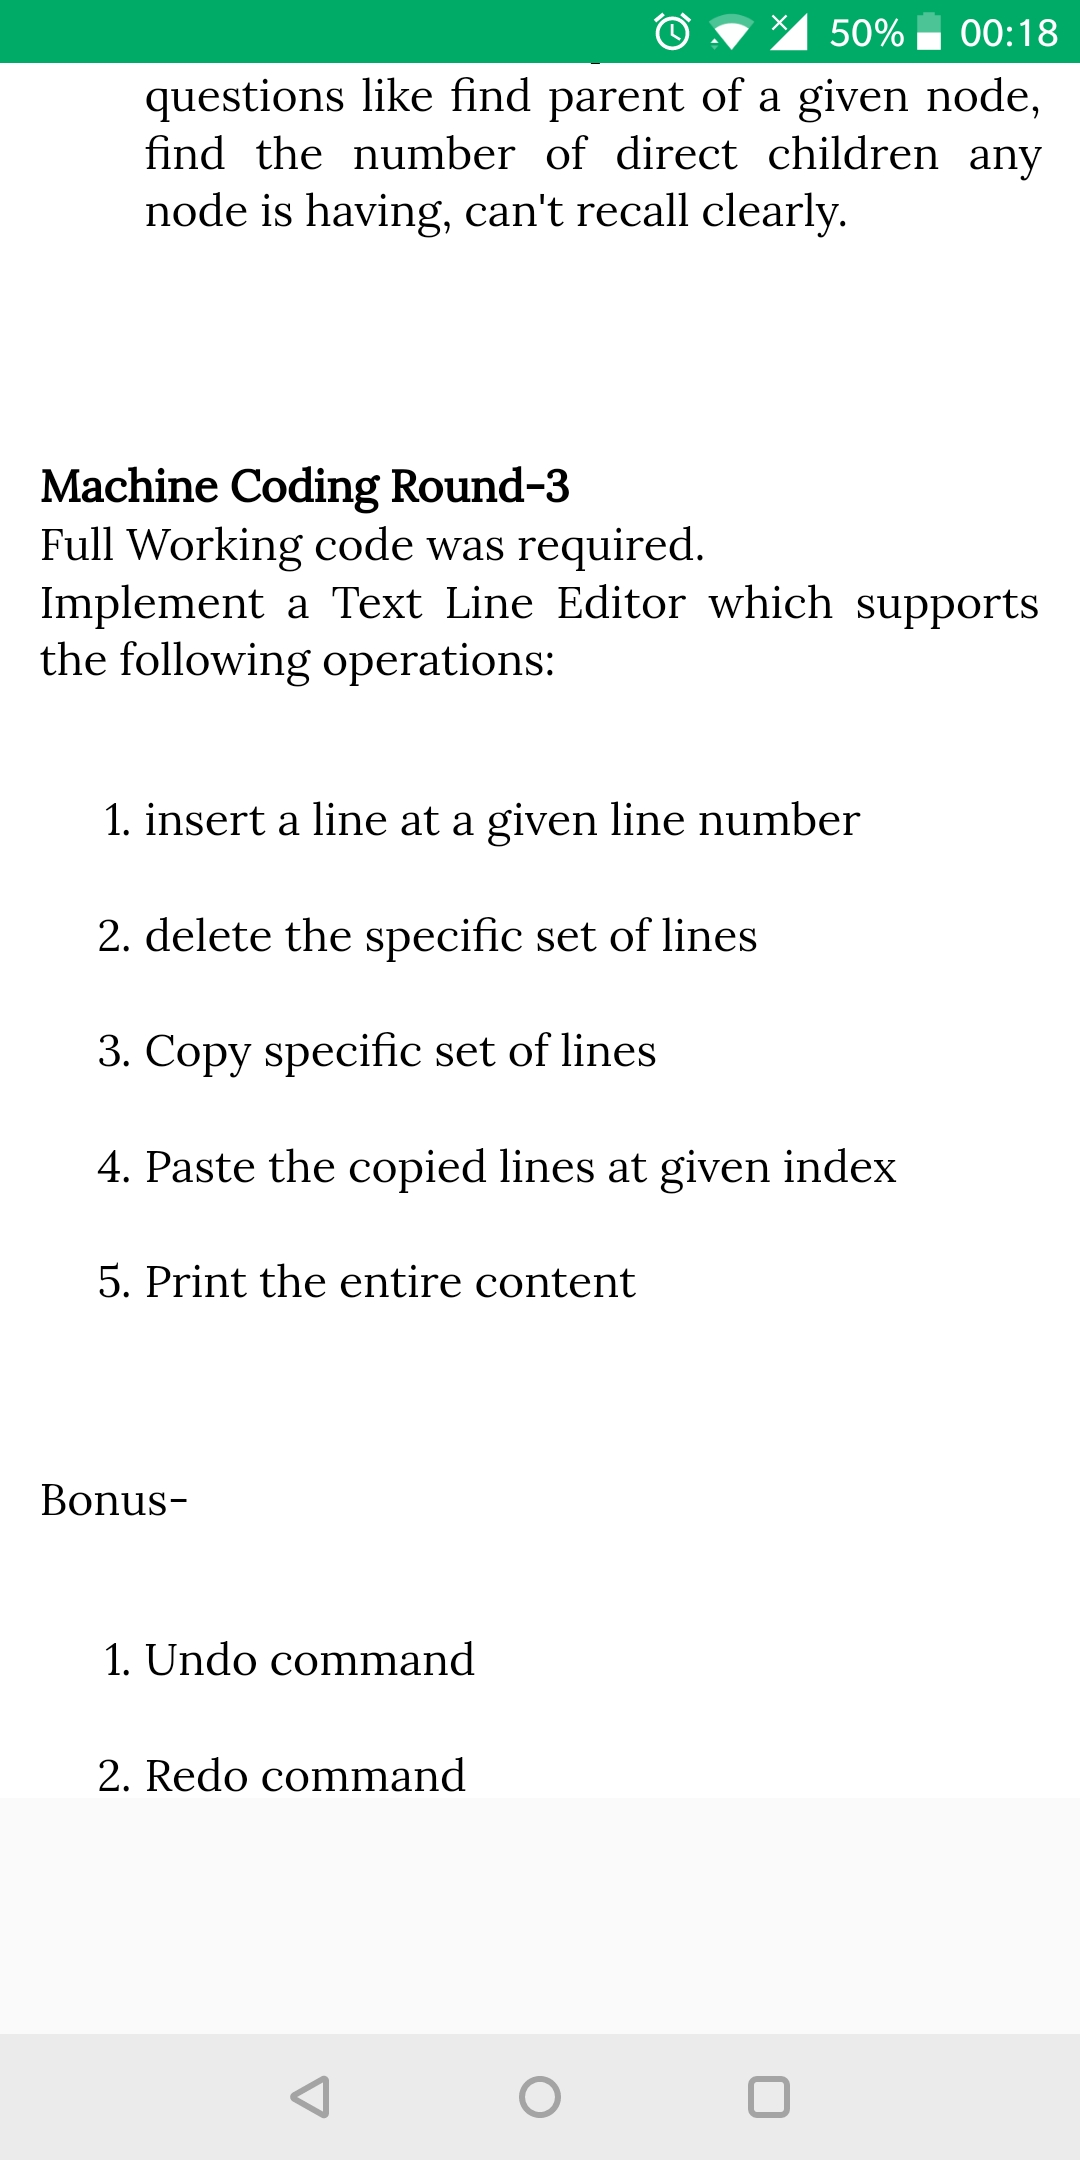 50% 00:18
questions like find parent of a given node,
find the number of direct children any
node is having, can't recall clearly.
Machine Coding Round-3
Full Working code was required.
Implement a Text Line Editor which supports
the following operations:
1. insert a line at a given line number
2. delete the specific set of lines
3. Copy specific set of lines
4. Paste the copied lines at given index
5. Print the entire content
Bonus-
1. Undo command
2. Redo command